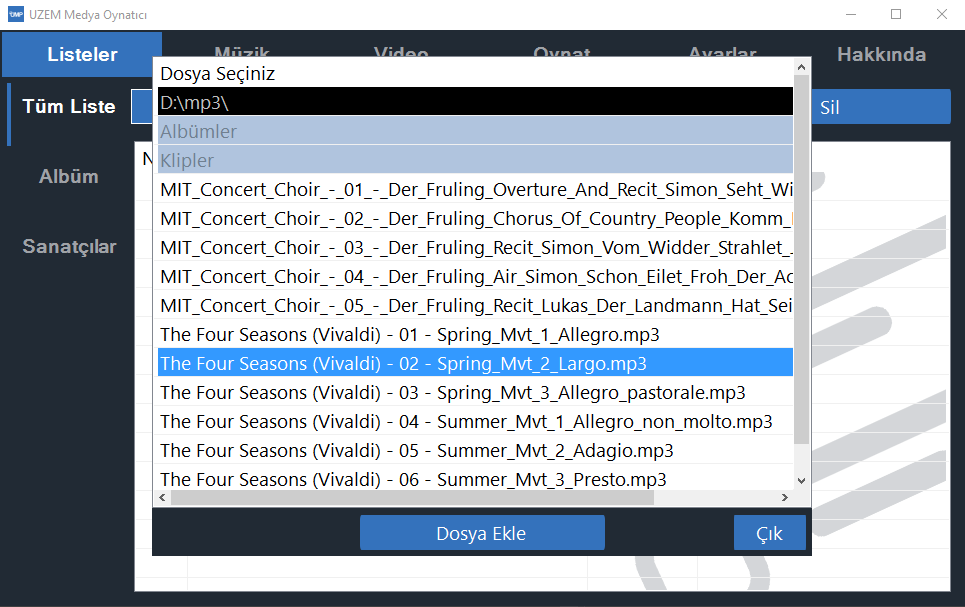 UMP UZEM Medya Oynatıcı
Listeler Müzik Video Oynat Ayarlar Hakkında
Dosya Seçiniz
D:\mp3\
Tüm Liste
Sil
Albümler
Klipler
Albüm
MIT_Concert_Choir_-_01_-_Der_Fruling_Overture_And_Recit_Simon_Seht_Wi
MIT_Concert_Choir_-_02_-_Der_Fruling_Chorus_Of_Country_People_Komm_
Sanatçılar
MIT_Concert_Choir_-_03_-_Der_Fruling_Recit_Simon_Vom_Widder_Strahlet_
MIT_Concert_Choir_-_04_-_Der_Fruling_Air_Simon_Schon_Eilet_Froh_Der_Ac
MIT_Concert_Choir_-_05_-_Der_Fruling_Recit_Lukas_Der_Landmann_Hat_Sei
The Four Seasons (Vivaldi) - 01 - Spring_Mvt_1_Allegro.mp3
The Four Seasons (Vivaldi) - 02 - Spring_Mvt_2_Largo.mp3
The Four Seasons (Vivaldi) - 03 - Spring_Mvt_3_Allegro_pastorale.mp3
The Four Seasons (Vivaldi) - 04 - Summer_Mvt_1_Allegro_non_molto.mp3
The Four Seasons (Vivaldi) - 05 - Summer_Mvt_2_Adagio.mp3
The Four Seasons (Vivaldi) - 06 - Summer_Mvt_3_Presto.mp3
Dosya Ekle
Çık